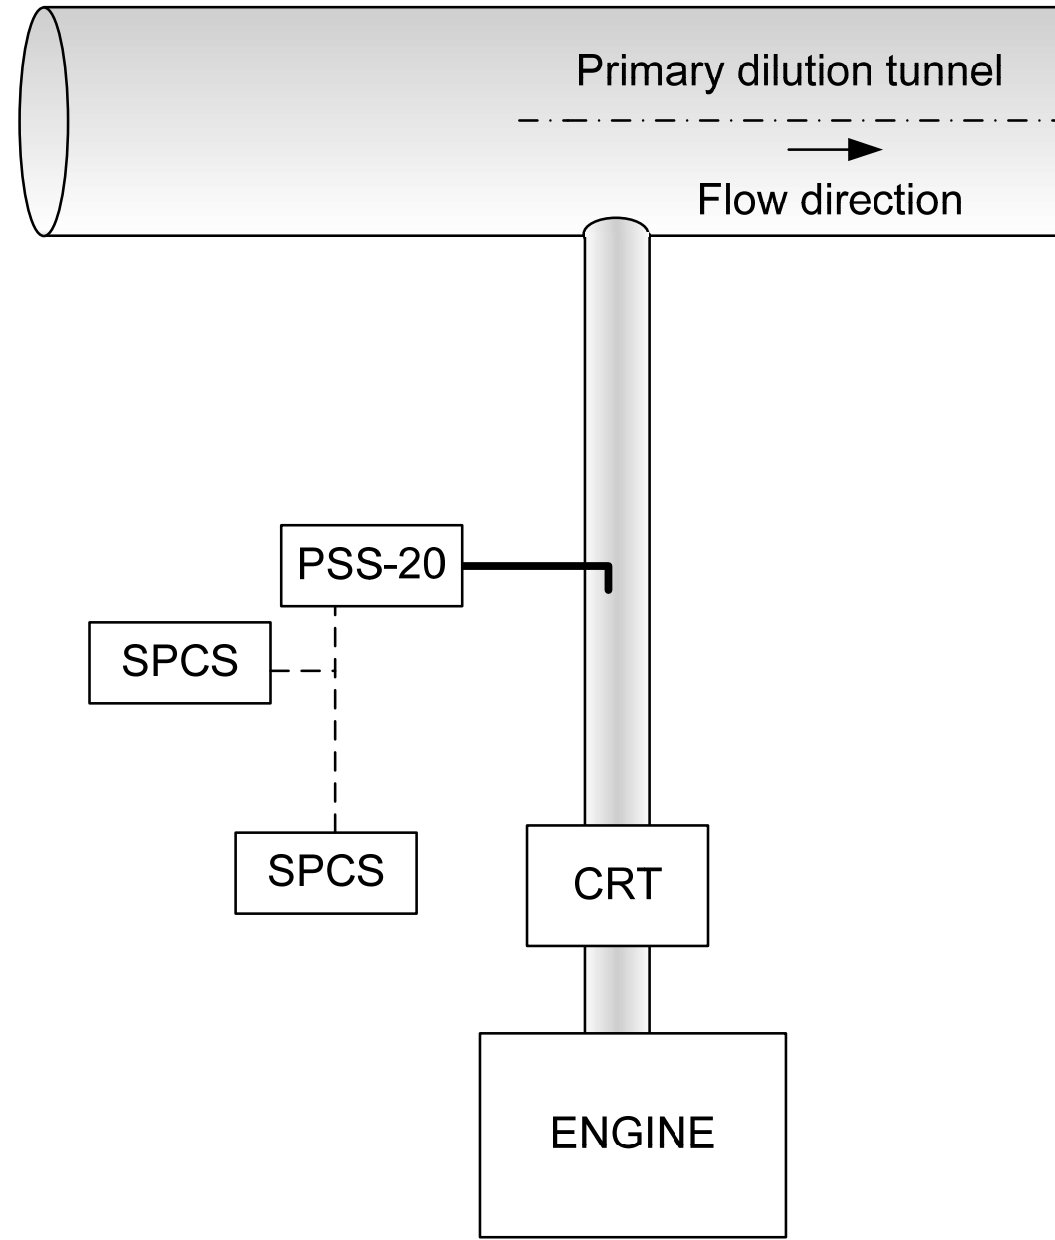 Primary dilution tunnel
Flow direction
PSS-20
SPCS
SPCS
CRT
ENGINE